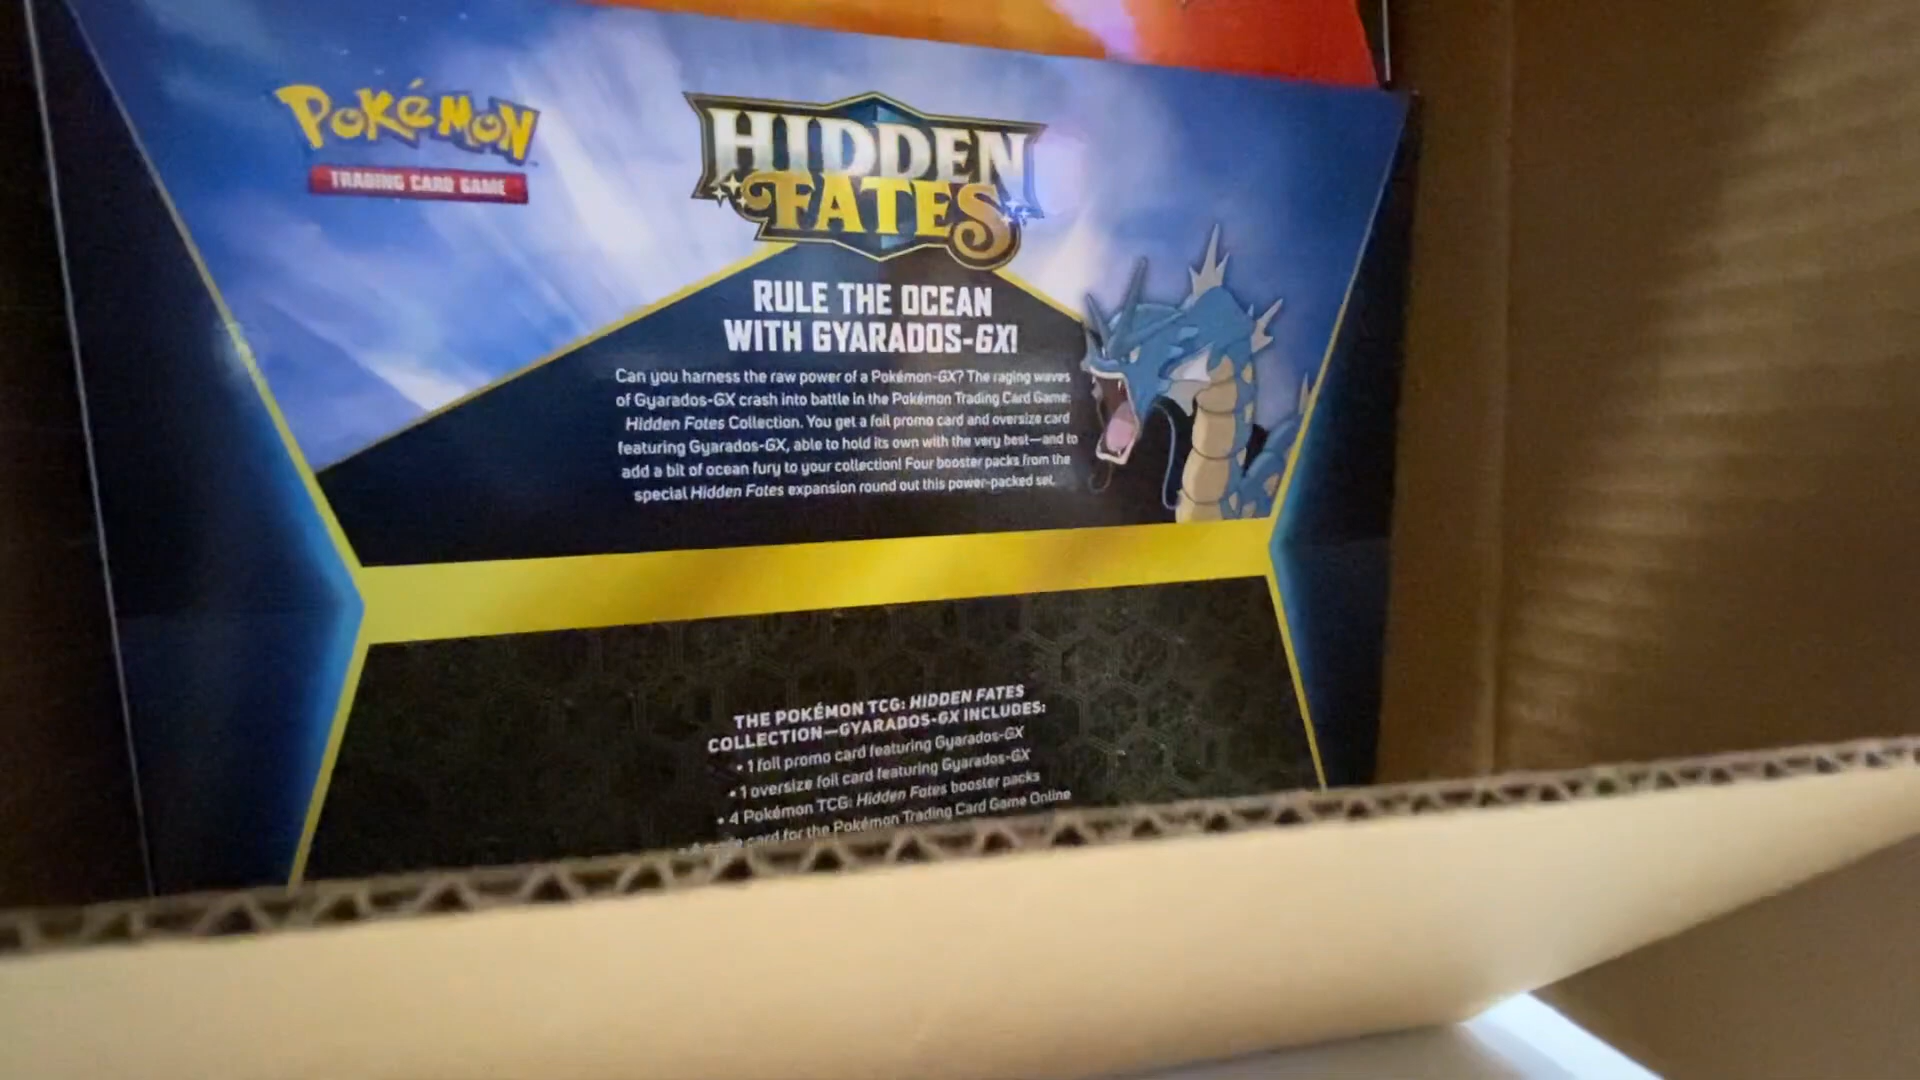 POKéMON
TRADING CARD GAME
HIDDEN
FATES
RULE THE OCEAN
WITH GYARADOS-GX!
Can you harness the raw power of a Pokémon-GX? The raging waves
of Gyarados-GX crash into battle in the Pokémon Trading Card Game:
Hidden Fates Collection. You get a foil promo card and oversize card
featuring Gyarados-GX, able to hold its own with the very best—and to
add a bit of ocean fury to your collection! Four booster packs from the
special Hidden Fates expansion round out this power-packed set.
THE POKÉMON TCG: HIDDEN FATES
COLLECTION—GYARADOS-GX INCLUDES:
• 1 foil promo card featuring Gyarados-GX
• 1 oversize foil card featuring Gyarados-GX
• 4 Pokémon TCG: Hidden Fates booster packs
card for the Pokémon Trading Card Game Online